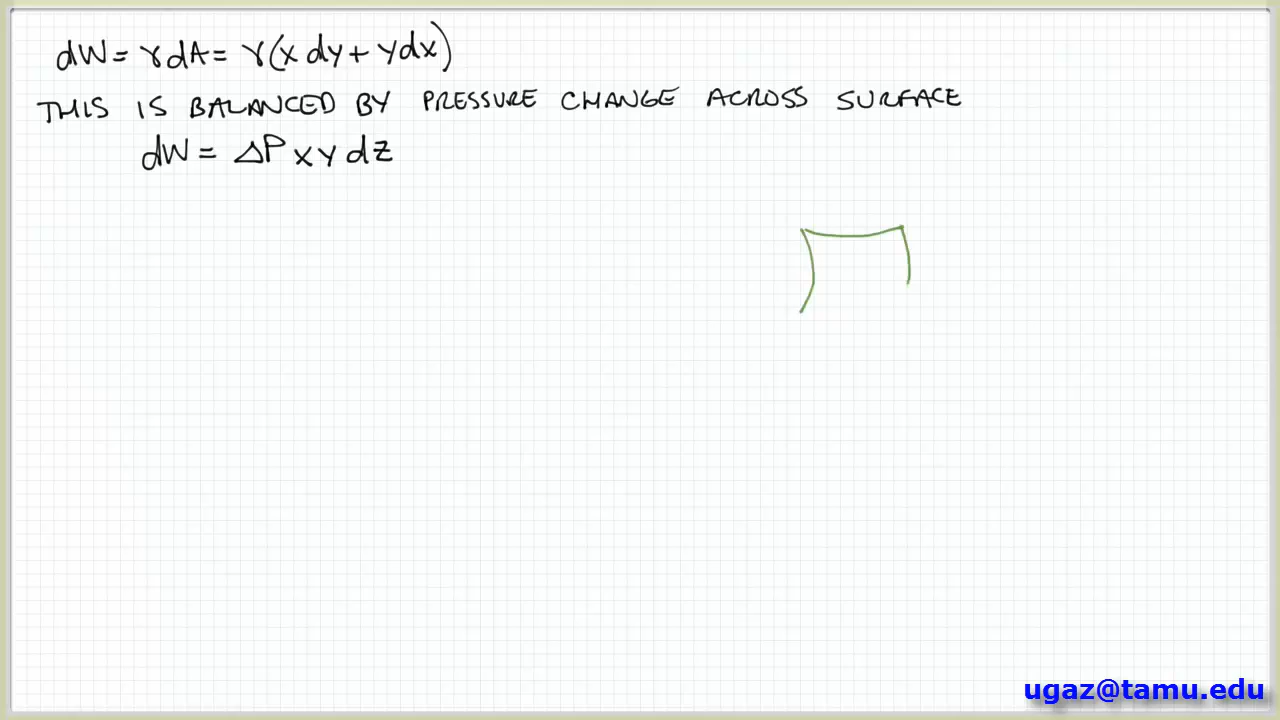 dW = γdA = γ(x dy + y dx)
THIS IS BALANCED BY PRESSURE CHANGE ACROSS SURFACE
dW = ΔP x y dz
ugaz@tamu.edu